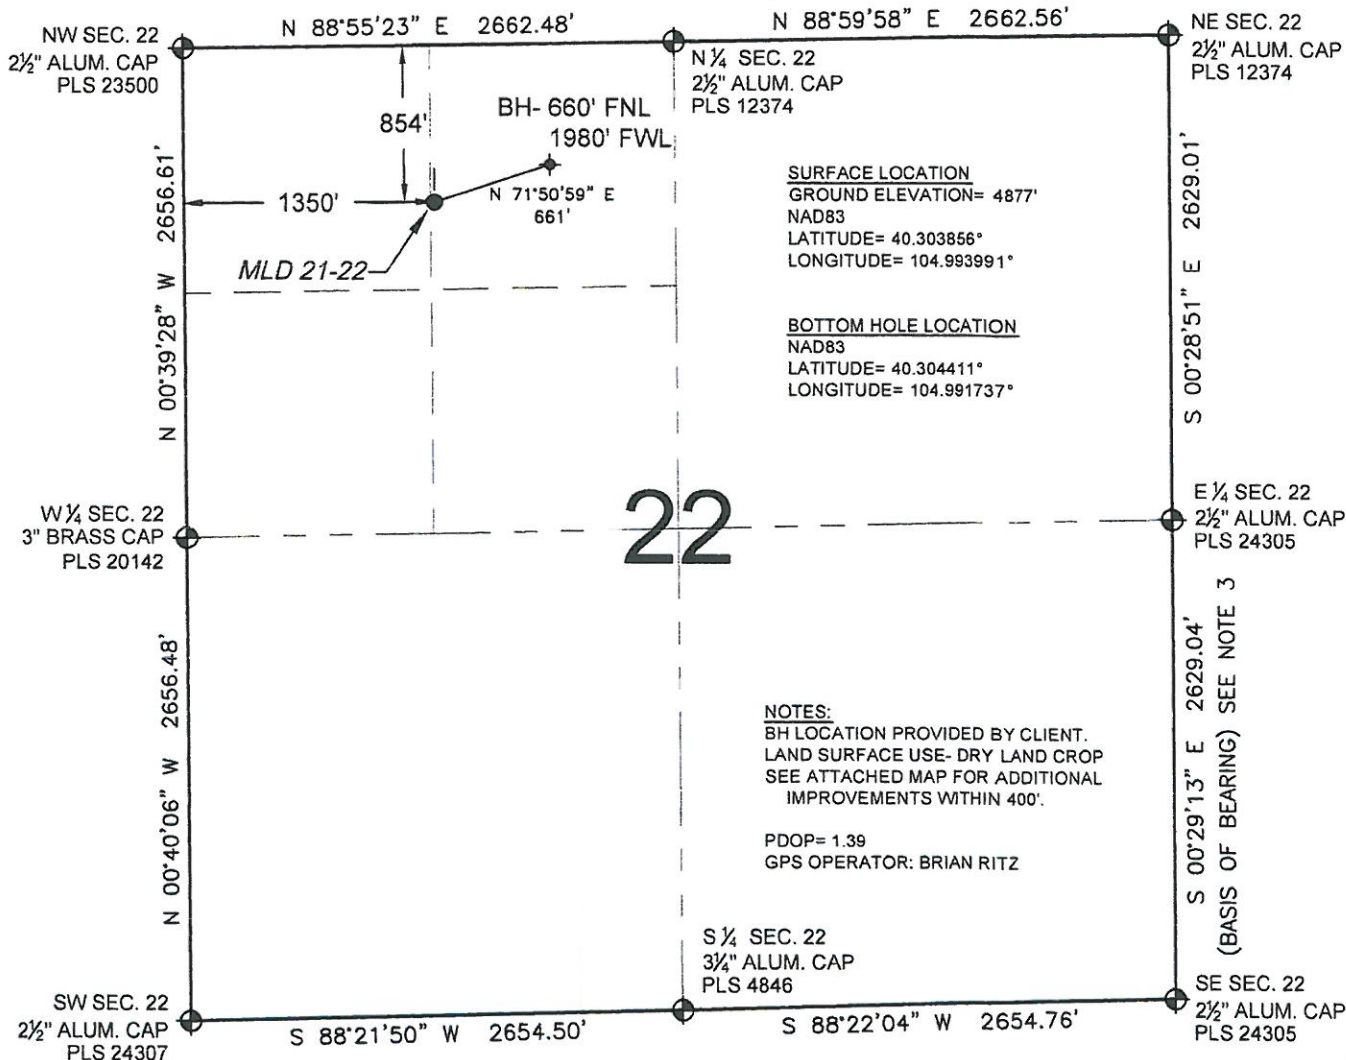 N 88°55'23" E 2662.48'
N 88°59'58" E 2662.56'
NW SEC. 22
2½" ALUM. CAP
PLS 23500
N ¼ SEC. 22
2½" ALUM. CAP
PLS 12374
NE SEC. 22
2½" ALUM. CAP
PLS 12374
854'
BH- 660' FNL
1980' FWL
1350'
N 71°50'59" E
661'
MLD 21-22
N 00°39'28" W 2656.61'
SURFACE LOCATION
GROUND ELEVATION= 4877'
NAD83
LATITUDE= 40.303856°
LONGITUDE= 104.993991°
BOTTOM HOLE LOCATION
NAD83
LATITUDE= 40.304411°
LONGITUDE= 104.991737°
S 00°28'51" E 2629.01'
W ¼ SEC. 22
3" BRASS CAP
PLS 20142
22
E ¼ SEC. 22
2½" ALUM. CAP
PLS 24305
N 00°40'06" W 2656.48'
NOTES:
BH LOCATION PROVIDED BY CLIENT.
LAND SURFACE USE- DRY LAND CROP
SEE ATTACHED MAP FOR ADDITIONAL
IMPROVEMENTS WITHIN 400'.
PDOP= 1.39
GPS OPERATOR: BRIAN RITZ
S 00°29'13" E 2629.04'
(BASIS OF BEARING) SEE NOTE 3
SW SEC. 22
2½" ALUM. CAP
PLS 24307
S ¼ SEC. 22
3¼" ALUM. CAP
PLS 4846
SE SEC. 22
2½" ALUM. CAP
PLS 24305
S 88°21'50" W 2654.50'
S 88°22'04" W 2654.76'